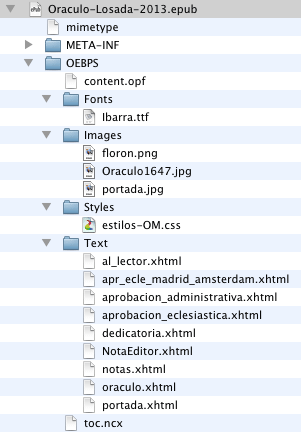 Oraculo-Losada-2013.epub
mimetype
META-INF
OEBPS
content.opf
Fonts
Ibarra.ttf
Images
floron.png
Oraculo1647.jpg
portada.jpg
Styles
estilos-OM.css
Text
al_lector.xhtml
apr_ecle_madrid_amsterdam.xhtml
aprobacion_administrativa.xhtml
aprobacion_eclesiastica.xhtml
dedicatoria.xhtml
NotaEditor.xhtml
notas.xhtml
oraculo.xhtml
portada.xhtml
toc.ncx